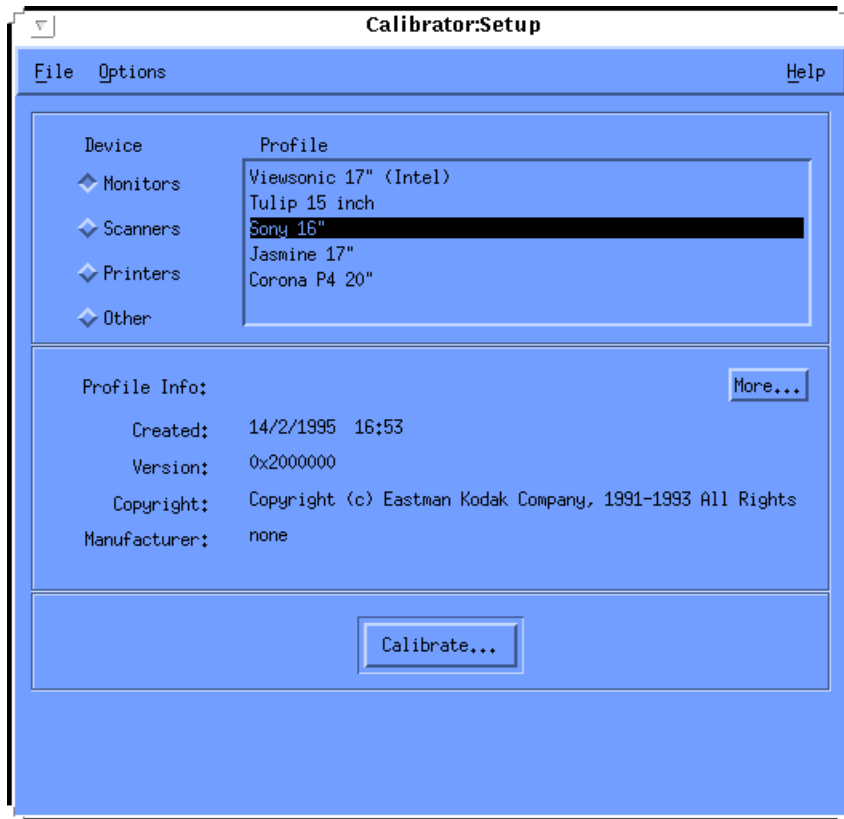 Calibrator:Setup
File Options Help
Device Profile
Monitors
Scanners
Printers
Other
Viewsonic 17" (Intel)
Tulip 15 inch
Sony 16"
Jasmine 17"
Corona P4 20"
Profile Info: More...
Created: 14/2/1995 16:53
Version: 0x2000000
Copyright: Copyright (c) Eastman Kodak Company, 1991-1993 All Rights
Manufacturer: none
Calibrate...